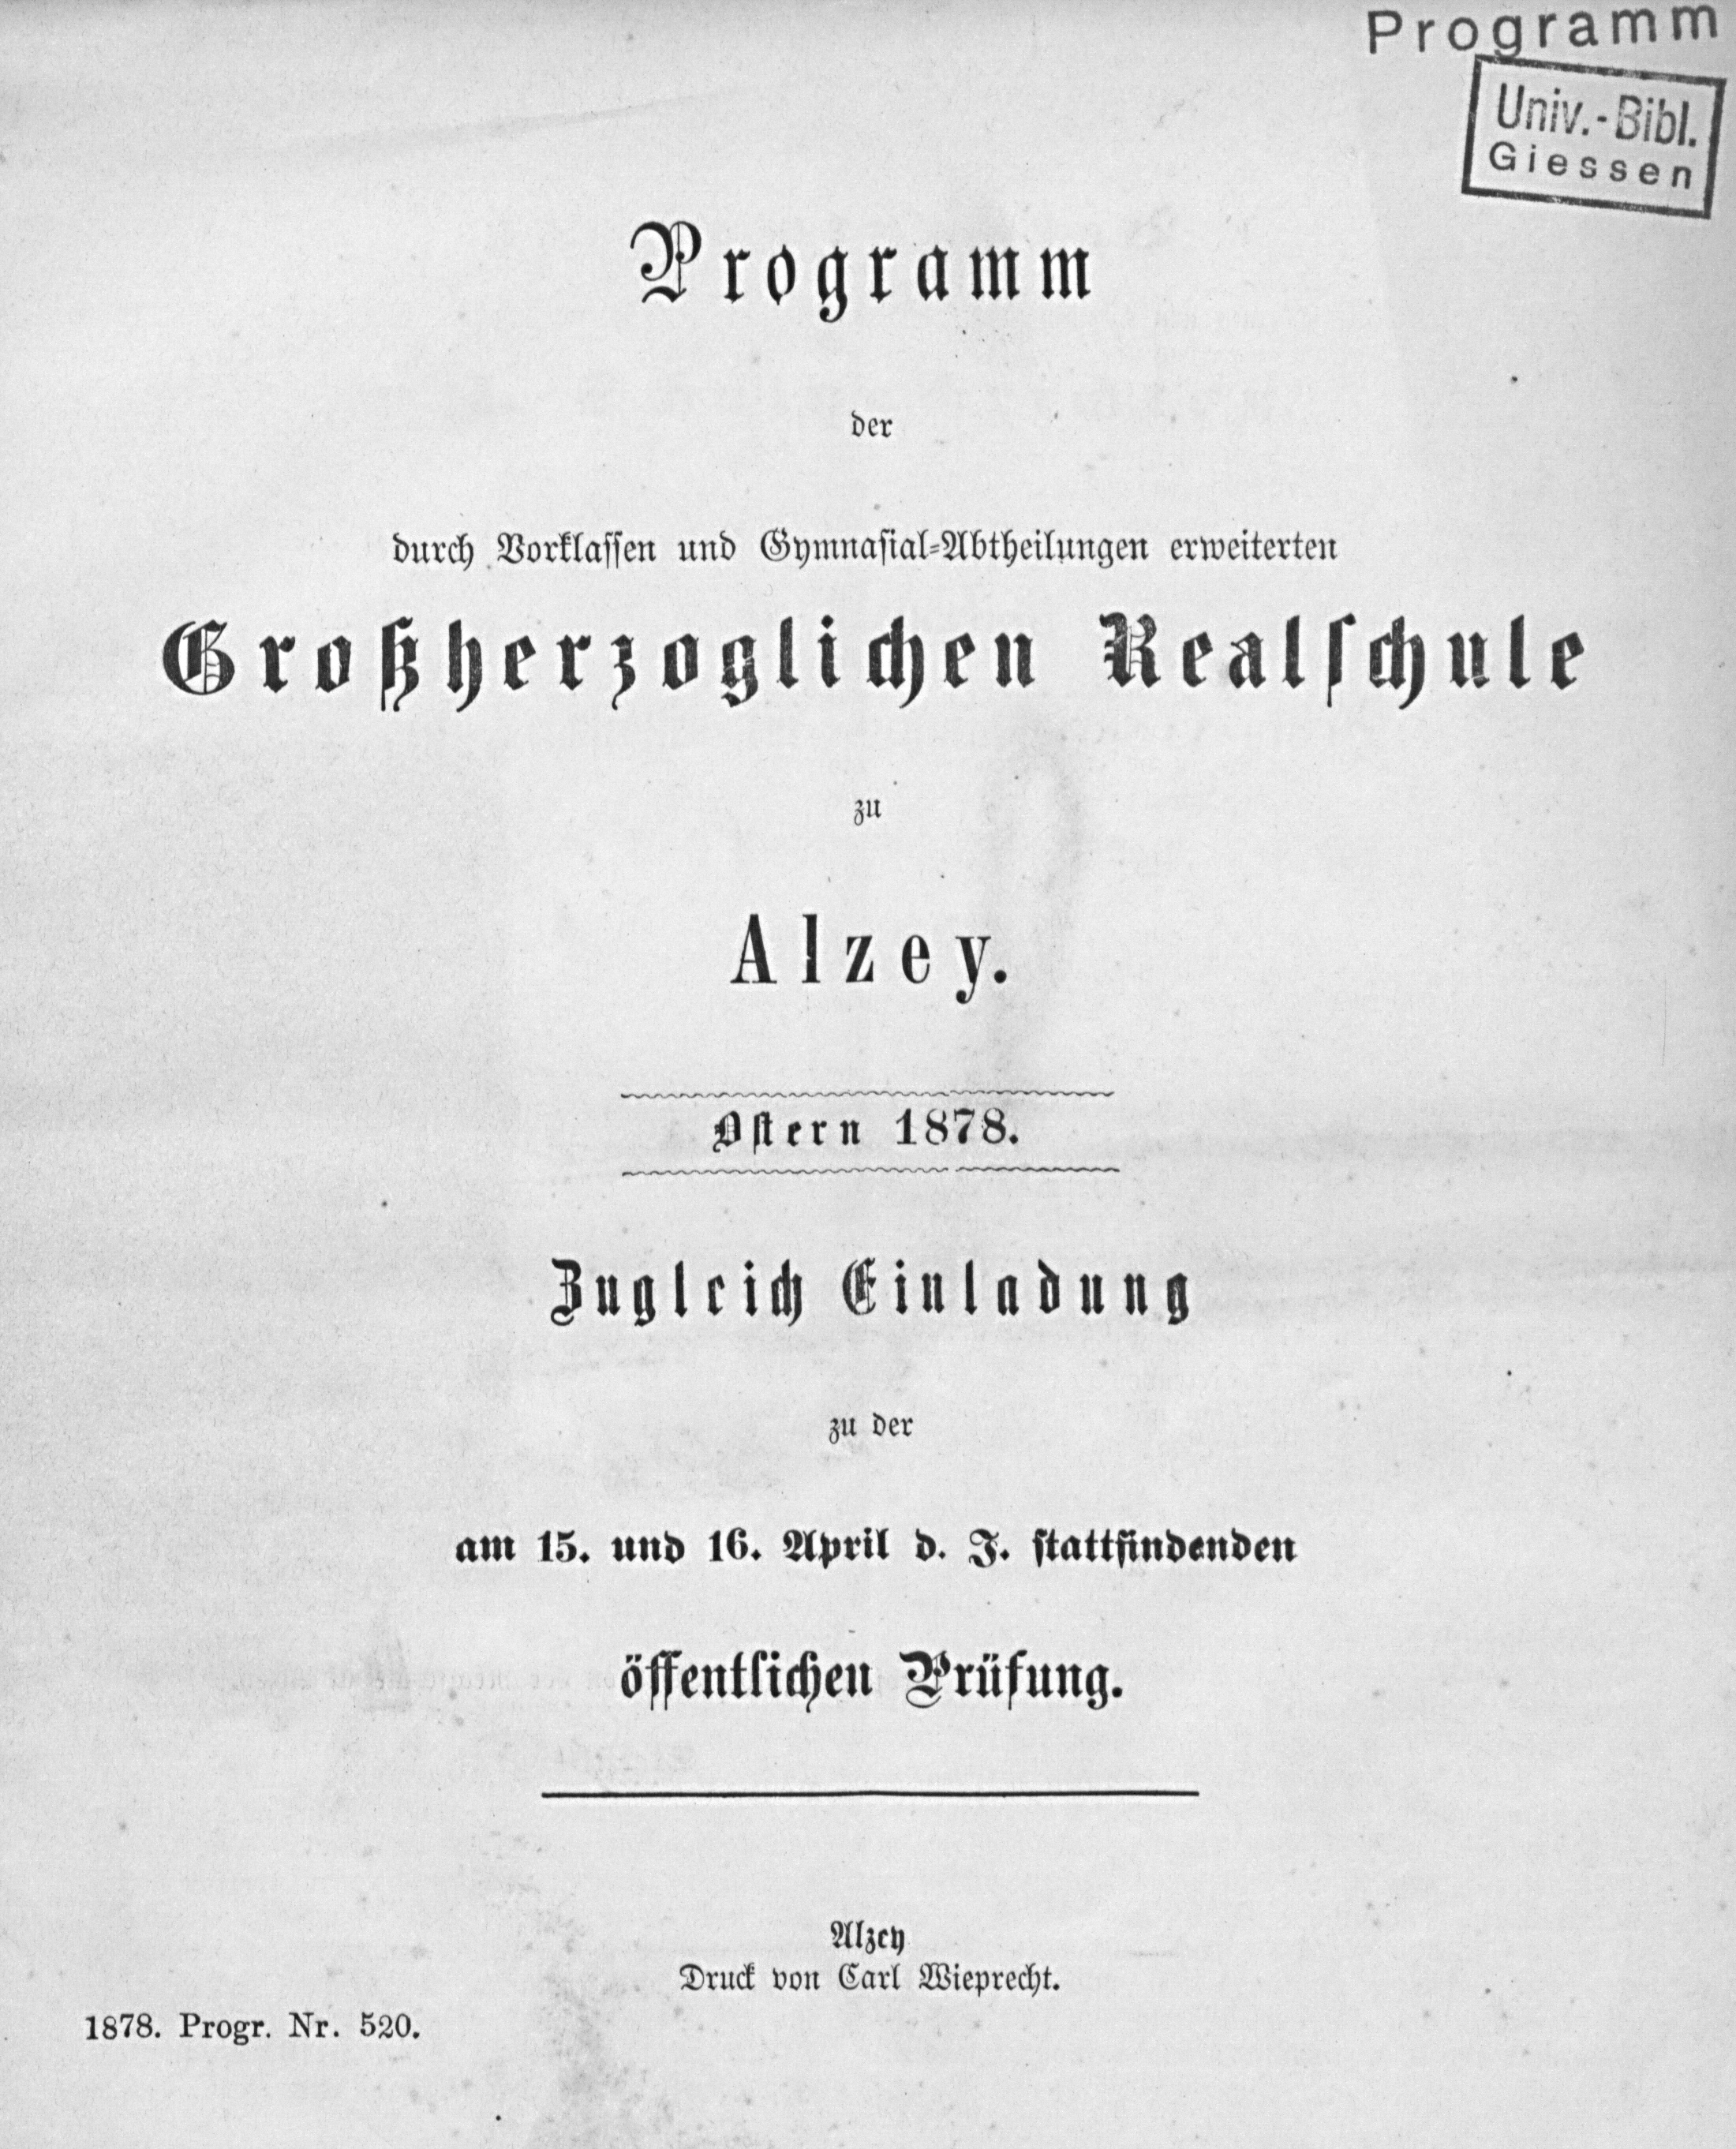 Programm
Univ.-Bibl.
Giessen
Programm
der
durch Vorklassen und Gymnasial-Abtheilungen erweiterten
Großherzoglichen Realschule
zu
Alzey.
Ostern 1878.
Zugleich Einladung
zu der
am 15. und 16. April d. J. stattfindenden
öffentlichen Prüfung.
Alzey
Druck von Carl Wieprecht.
1878. Progr. Nr. 520.